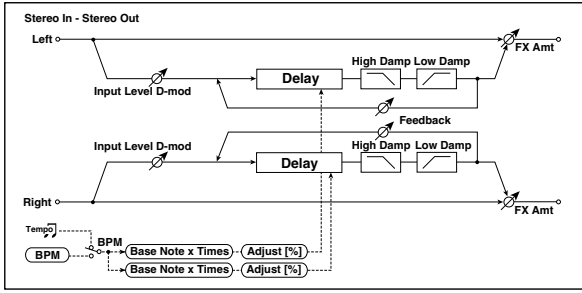 Stereo In - Stereo Out
Left
FX Amt
High Damp Low Damp
Delay
Input Level D-mod
Feedback
Input Level D-mod
High Damp Low Damp
Delay
Right
FX Amt
Tempo
BPM
BPM
Base Note x Times
Adjust [%]
Base Note x Times
Adjust [%]